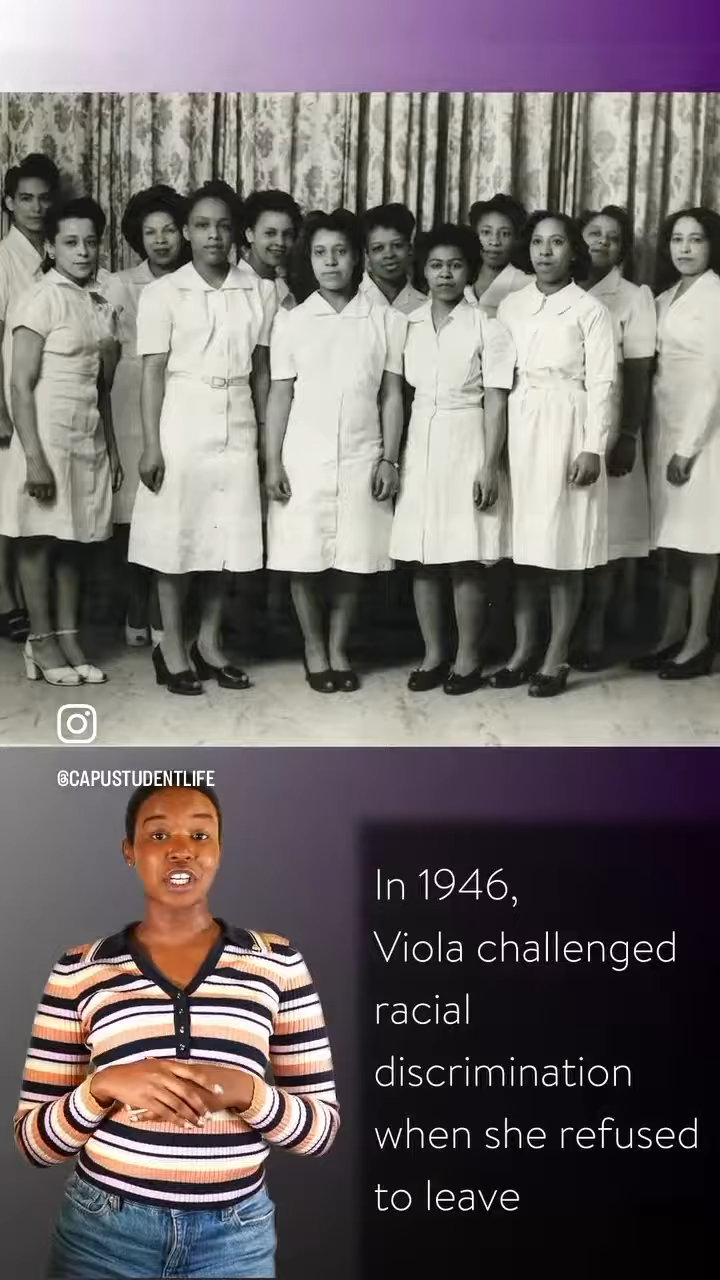 @CAPUSTUDENTLIFE
In 1946,
Viola challenged
racial
discrimination
when she refused
to leave